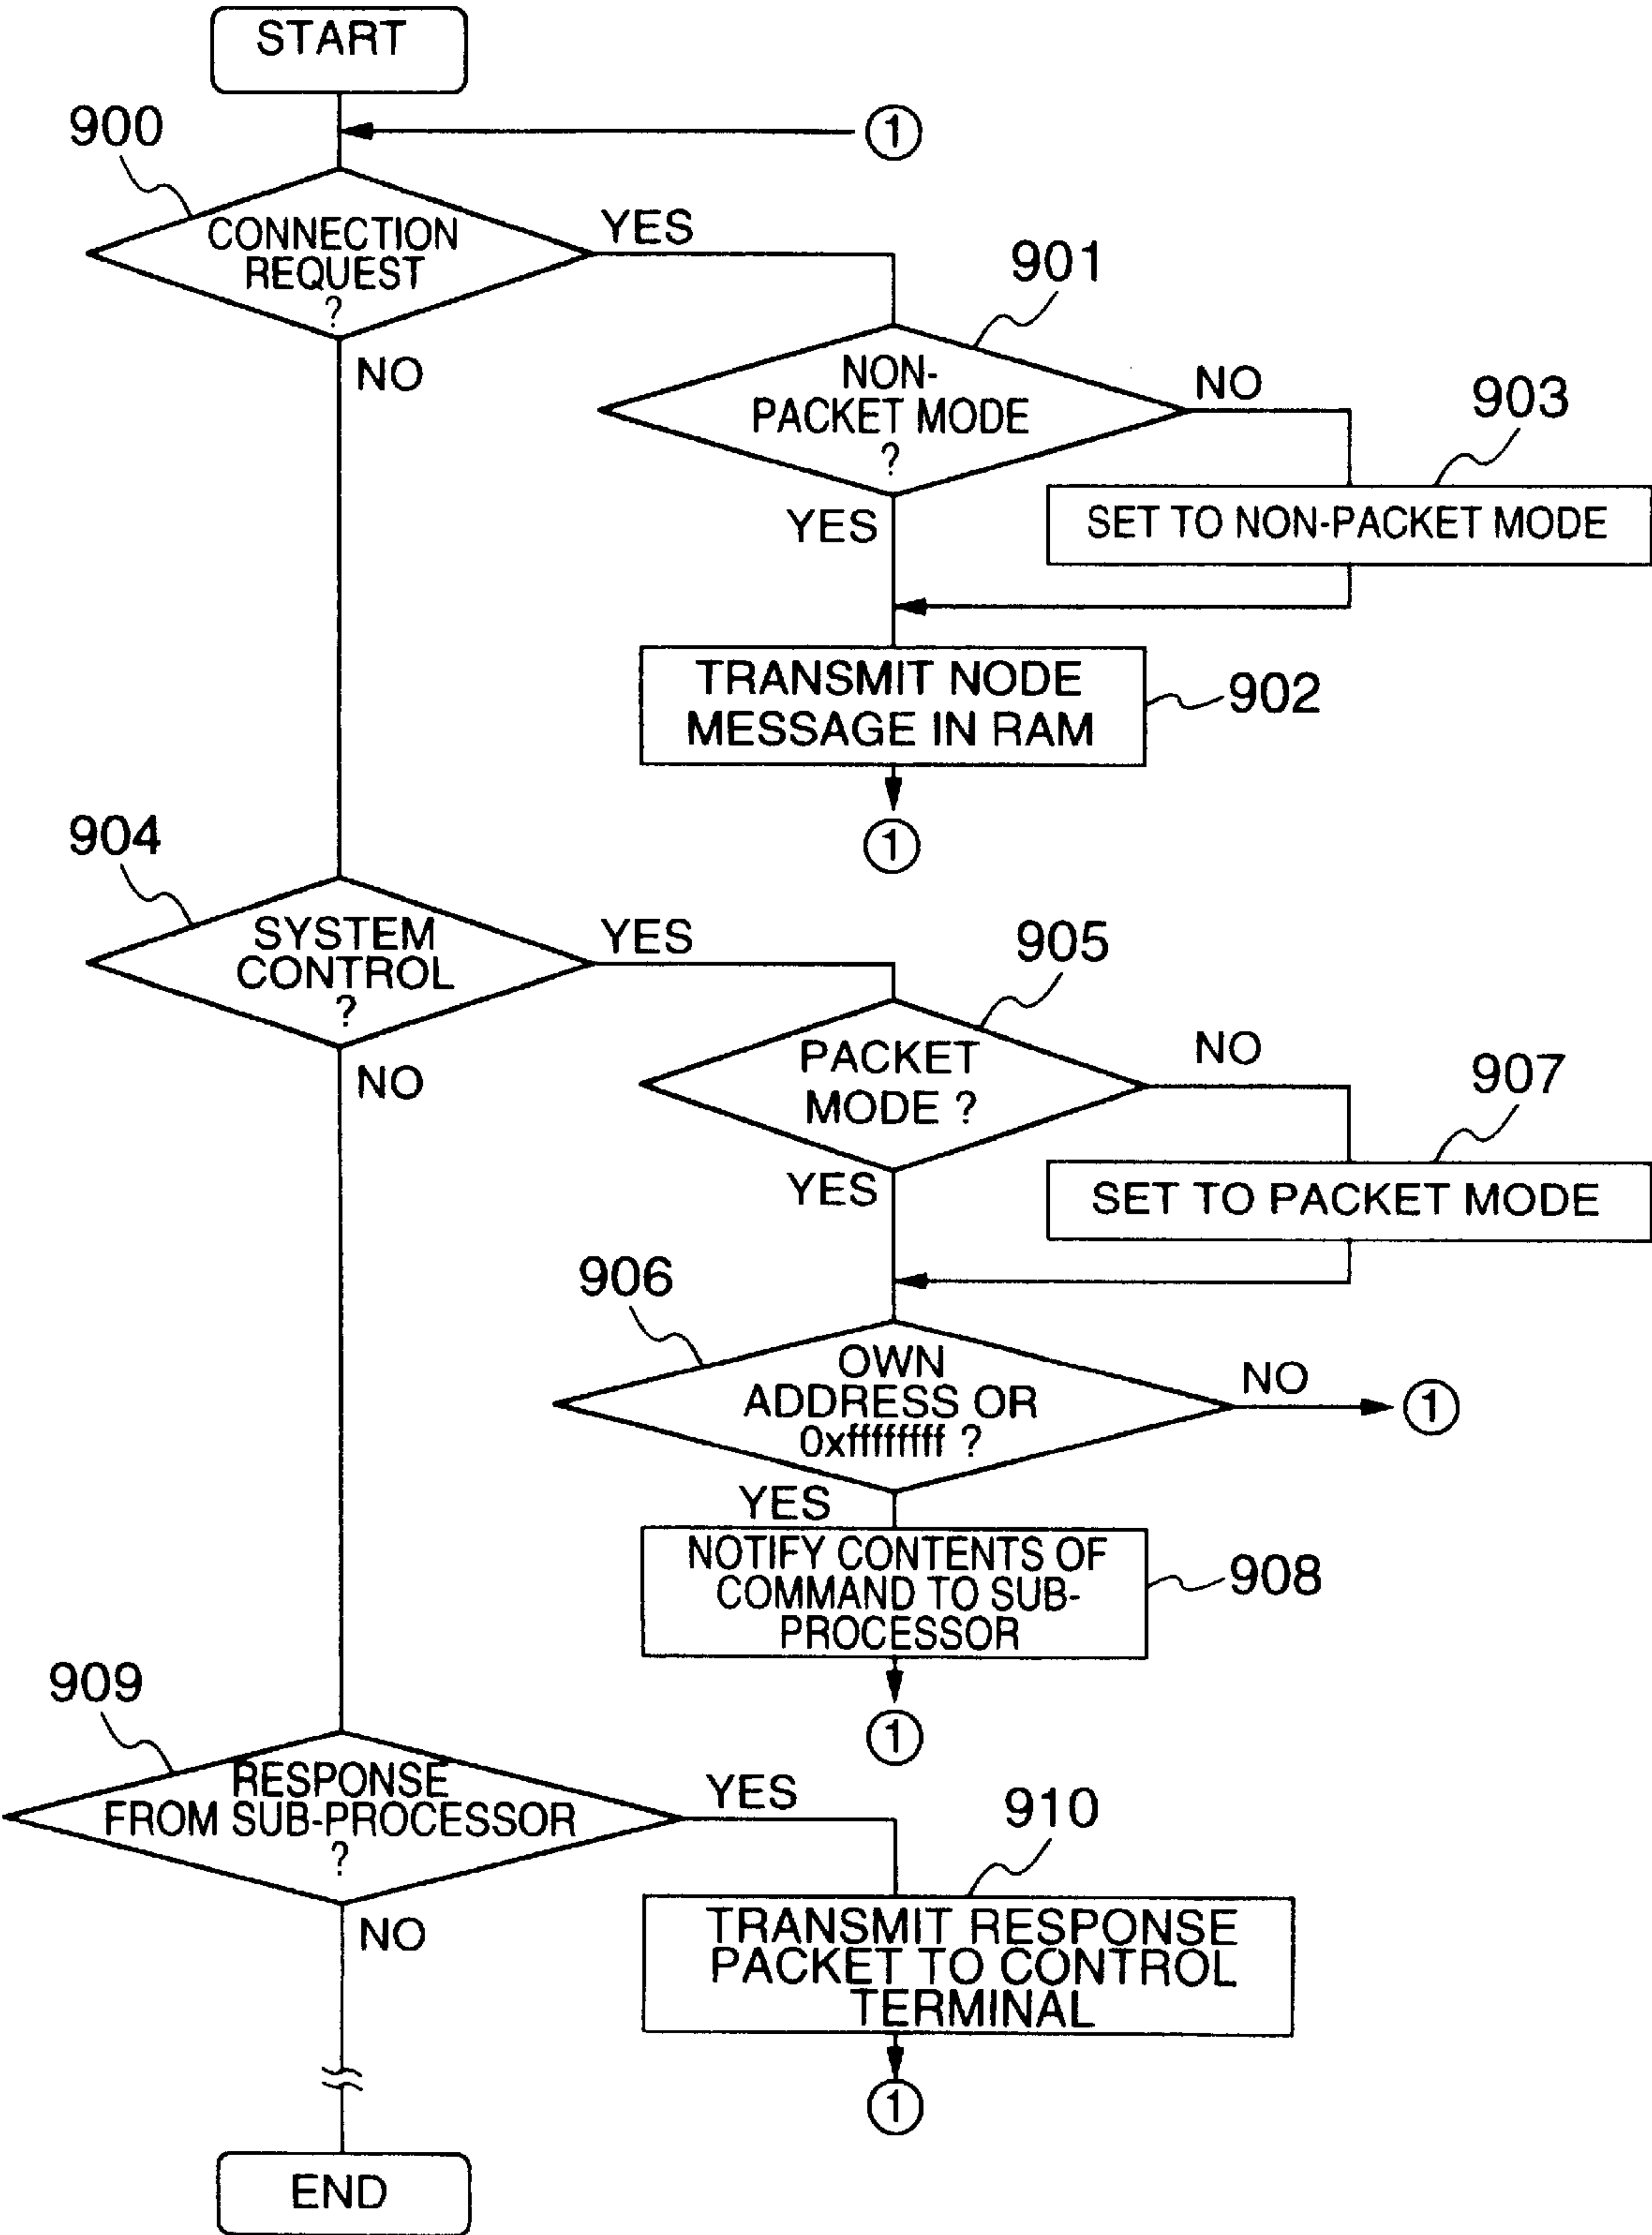 START
900
1
CONNECTION
REQUEST
?
YES
NO
901
NON-
PACKET MODE
?
NO
903
YES
SET TO NON-PACKET MODE
TRANSMIT NODE
MESSAGE IN RAM
902
1
904
SYSTEM
CONTROL
?
YES
NO
905
PACKET
MODE ?
NO
907
YES
SET TO PACKET MODE
906
OWN
ADDRESS OR
0xffffffff ?
NO
1
YES
NOTIFY CONTENTS OF
COMMAND TO SUB-
PROCESSOR
908
1
909
RESPONSE
FROM SUB-PROCESSOR
?
YES
NO
910
TRANSMIT RESPONSE
PACKET TO CONTROL
TERMINAL
1
END